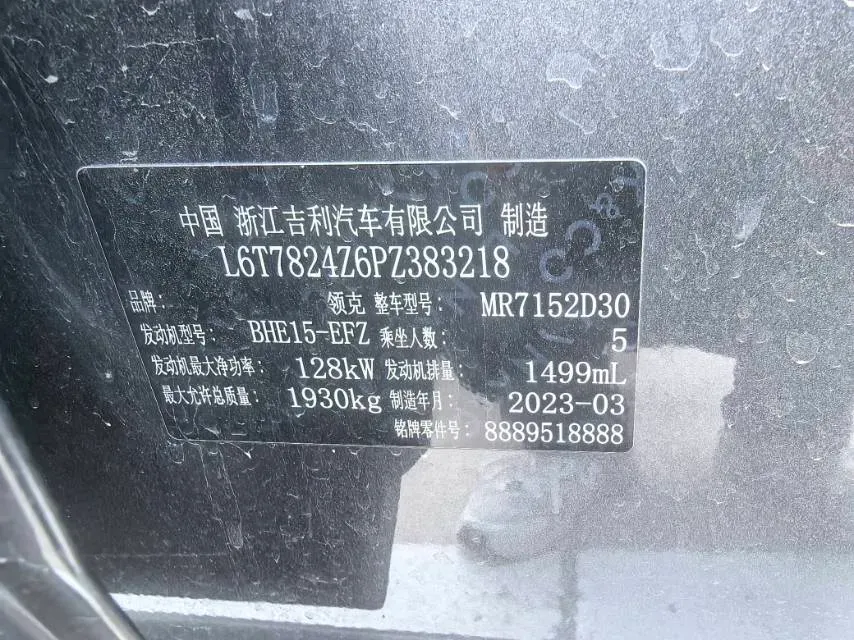 中国 浙江吉利汽车有限公司 制造
L6T7824Z6PZ383218
品牌: 领克 整车型号: MR7152D30
发动机型号: BHE15-EFZ 乘坐人数: 5
发动机最大净功率: 128kW 发动机排量: 1499mL
最大允许总质量: 1930kg 制造年月: 2023-03
铭牌零件号: 8889518888